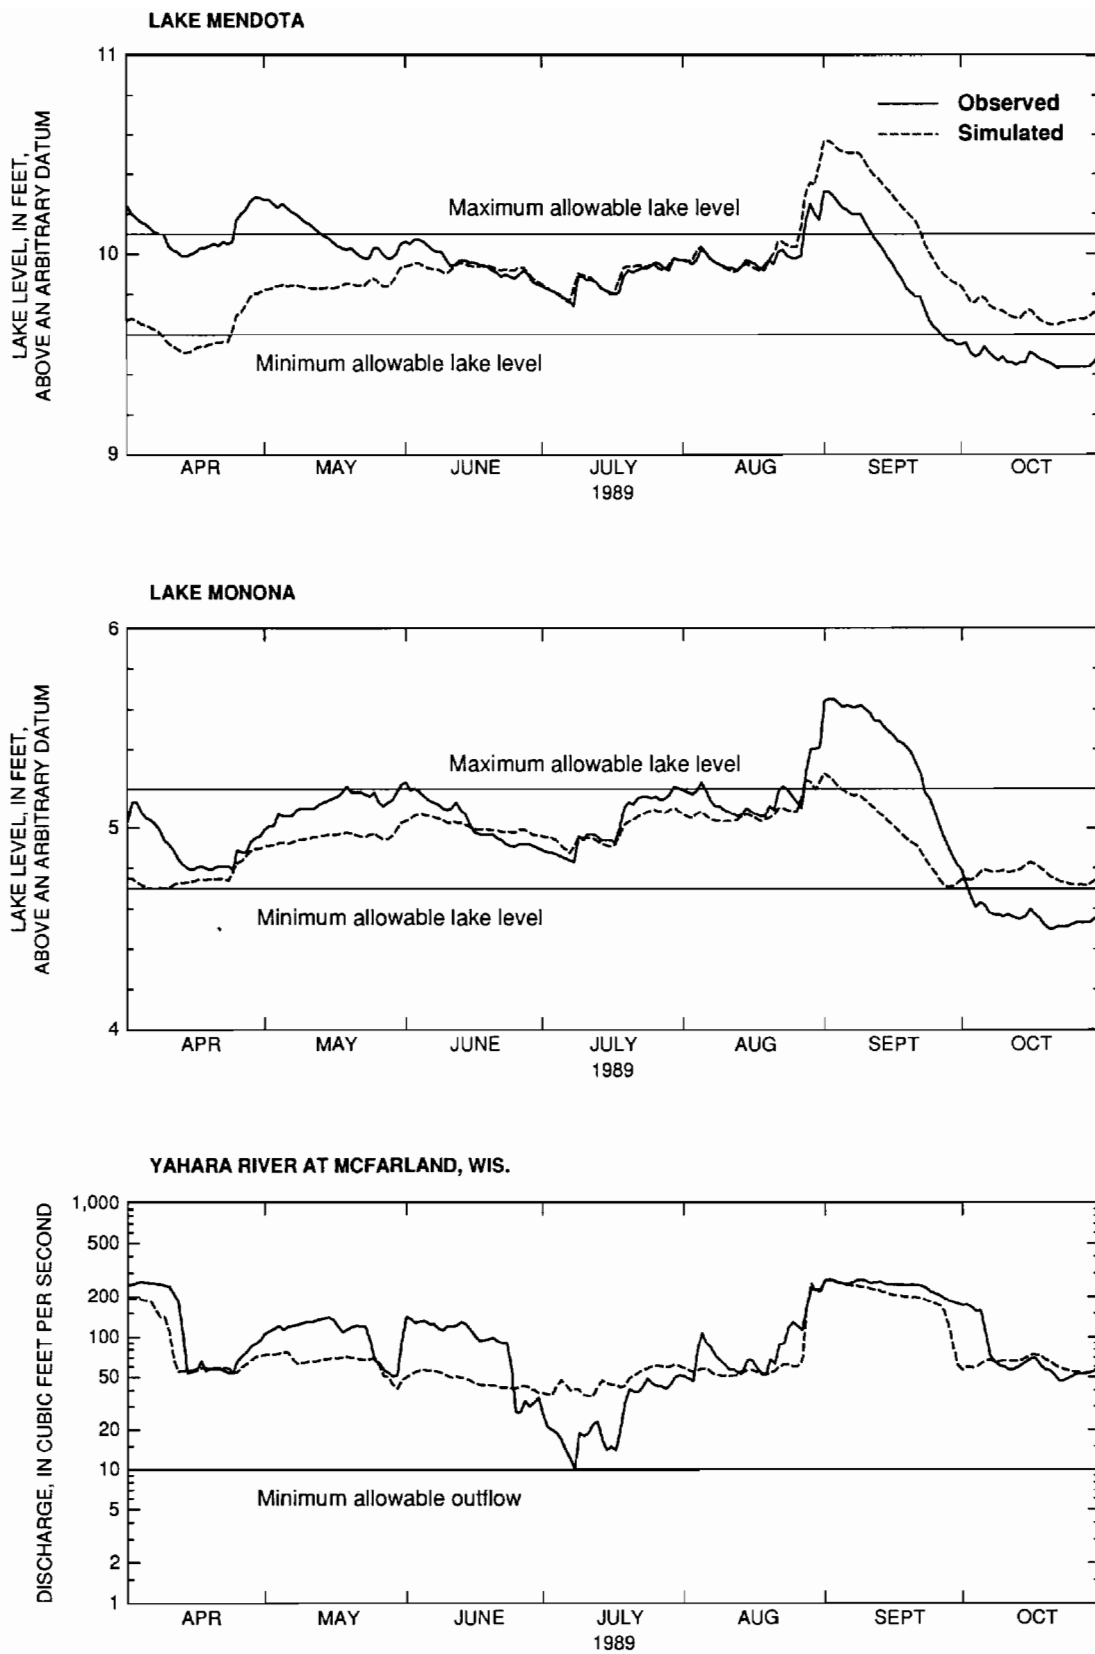 LAKE MENDOTA
LAKE LEVEL, IN FEET,
ABOVE AN ARBITRARY DATUM
11
10
9
Observed
Simulated
Maximum allowable lake level
Minimum allowable lake level
APR MAY JUNE JULY AUG SEPT OCT
1989
LAKE MONONA
LAKE LEVEL, IN FEET,
ABOVE AN ARBITRARY DATUM
6
5
4
Maximum allowable lake level
Minimum allowable lake level
APR MAY JUNE JULY AUG SEPT OCT
1989
YAHARA RIVER AT MCFARLAND, WIS.
DISCHARGE, IN CUBIC FEET PER SECOND
1,000
500
200
100
50
20
10
5
2
1
Minimum allowable outflow
APR MAY JUNE JULY AUG SEPT OCT
1989